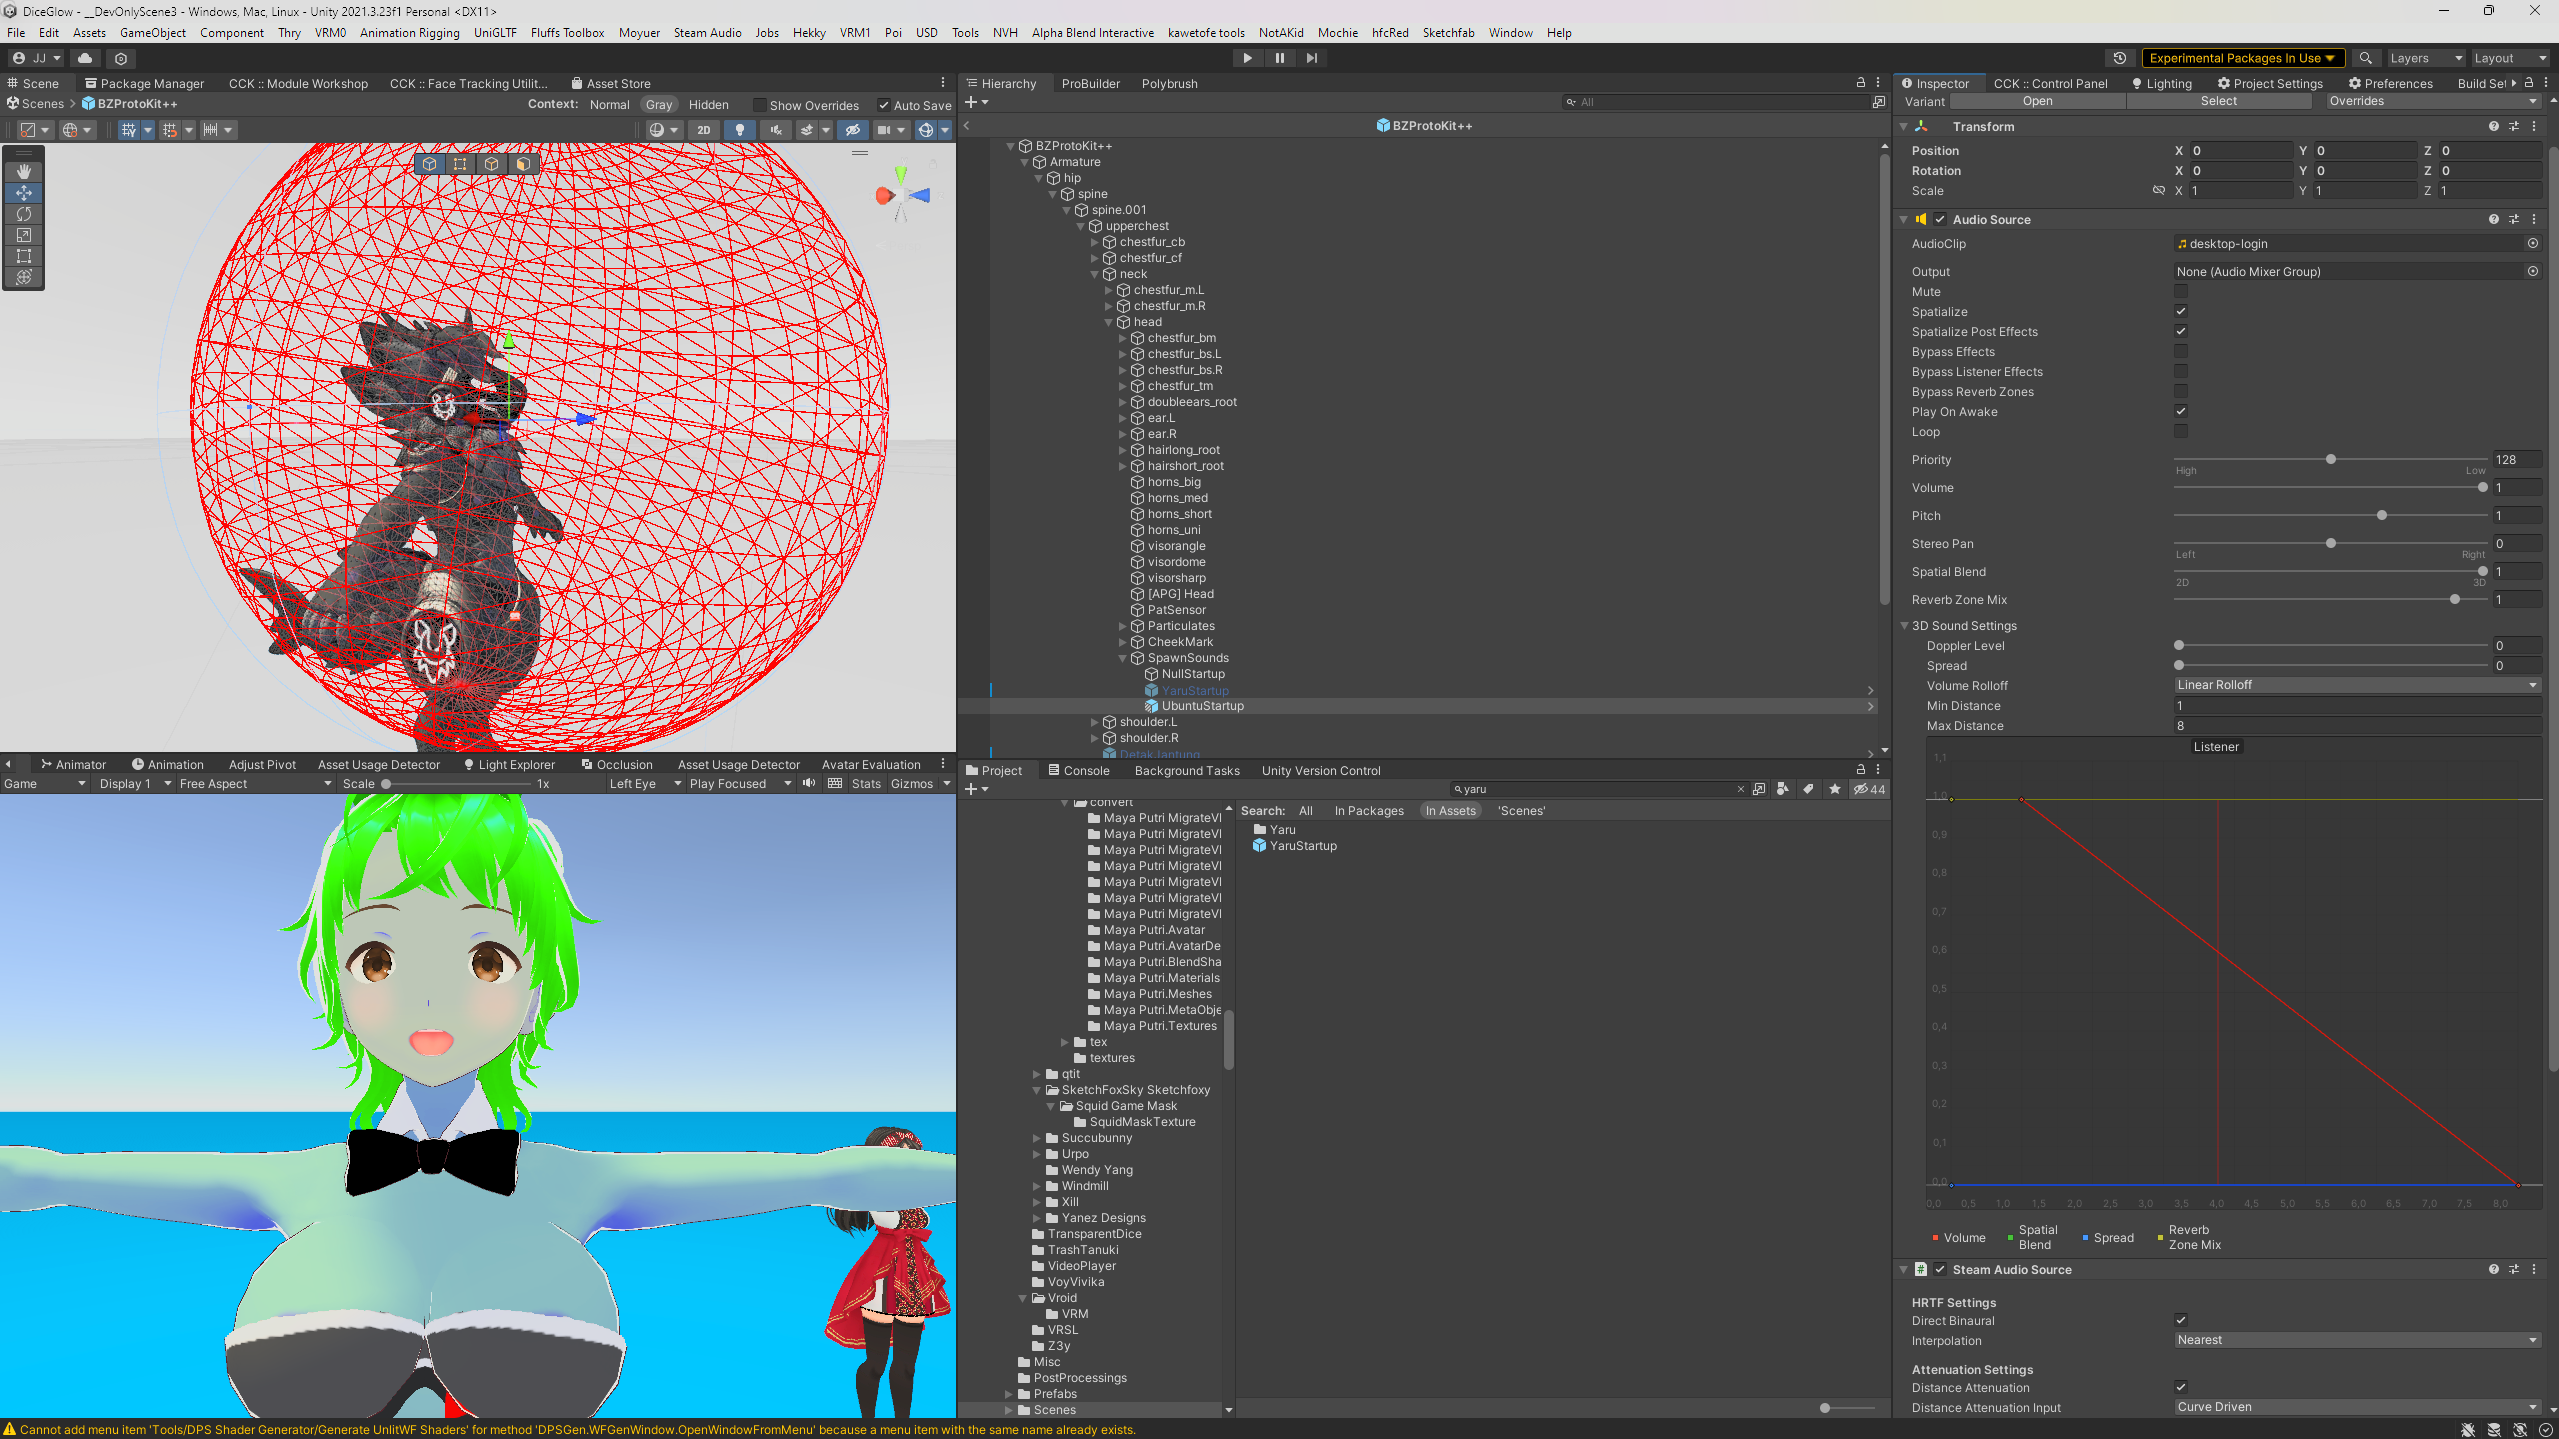 DiceGlow - __DevOnlyScene3 - Windows, Mac, Linux - Unity 2021.3.23f1 Personal <DX11>
File Edit Assets GameObject Component Thry VRM0 Animation Rigging UniGLTF Fluffs Toolbox Moyuer Steam Audio Jobs Hekky VRM1 Poi USD Tools NVH Alpha Blend Interactive kawetofe tools NotAKid Mochie hfcRed Sketchfab Window Help
JJ
Experimental Packages In Use
Layers
Layout
Scene Package Manager CCK :: Module Workshop CCK :: Face Tracking Utilit... Asset Store
Scenes > BZProtoKit++
Context: Normal Gray Hidden Show Overrides Auto Save
2D
Animator Animation Adjust Pivot Asset Usage Detector Light Explorer Occlusion Asset Usage Detector Avatar Evaluation
Game Display 1 Free Aspect Scale 1x Left Eye Play Focused Stats Gizmos
Hierarchy ProBuilder Polybrush
All
BZProtoKit++
BZProtoKit++
Armature
hip
spine
spine.001
upperchest
chestfur_cb
chestfur_cf
neck
chestfur_m.L
chestfur_m.R
head
chestfur_bm
chestfur_bs.L
chestfur_bs.R
chestfur_tm
doubleears_root
ear.L
ear.R
hairlong_root
hairshort_root
horns_big
horns_med
horns_short
horns_uni
visorangle
visordome
visorsharp
[APG] Head
PatSensor
Particulates
CheekMark
SpawnSounds
NullStartup
YaruStartup
UbuntuStartup
shoulder.L
shoulder.R
DetakJantung
Project Console Background Tasks Unity Version Control
yaru
44
convert
Maya Putri MigrateVI
Maya Putri MigrateVI
Maya Putri MigrateVI
Maya Putri MigrateVI
Maya Putri MigrateVI
Maya Putri MigrateVI
Maya Putri MigrateVI
Maya Putri.Avatar
Maya Putri.AvatarDe
Maya Putri.BlendSha
Maya Putri.Materials
Maya Putri.Meshes
Maya Putri.MetaObje
Maya Putri.Textures
tex
textures
qtit
SketchFoxSky Sketchfoxy
Squid Game Mask
SquidMaskTexture
Succubunny
Urpo
Wendy Yang
Windmill
Xill
Yanez Designs
TransparentDice
TrashTanuki
VideoPlayer
VoyVivika
Vroid
VRM
VRSL
Z3y
Misc
PostProcessings
Prefabs
Scenes
Search: All In Packages In Assets 'Scenes'
Yaru
YaruStartup
Inspector CCK :: Control Panel Lighting Project Settings Preferences Build Set
Variant Open Select Overrides
Transform
Position X 0 Y 0 Z 0
Rotation X 0 Y 0 Z 0
Scale X 1 Y 1 Z 1
Audio Source
AudioClip desktop-login
Output None (Audio Mixer Group)
Mute
Spatialize
Spatialize Post Effects
Bypass Effects
Bypass Listener Effects
Bypass Reverb Zones
Play On Awake
Loop
Priority 128
High Low
Volume 1
Pitch 1
Stereo Pan 0
Left Right
Spatial Blend 1
2D 3D
Reverb Zone Mix 1
3D Sound Settings
Doppler Level 0
Spread 0
Volume Rolloff Linear Rolloff
Min Distance 1
Max Distance 8
Listener
1,1
1,0
0,9
0,8
0,7
0,6
0,5
0,4
0,3
0,2
0,1
0,0
0,0 0,5 1,0 1,5 2,0 2,5 3,0 3,5 4,0 4,5 5,0 5,5 6,0 6,5 7,0 7,5 8,0
Volume Spatial Blend Spread Reverb Zone Mix
Steam Audio Source
HRTF Settings
Direct Binaural
Interpolation Nearest
Attenuation Settings
Distance Attenuation
Distance Attenuation Input Curve Driven
Cannot add menu item 'Tools/DPS Shader Generator/Generate UnlitWF Shaders' for method 'DPSGen.WFGenWindow.OpenWindowFromMenu' because a menu item with the same name already exists.